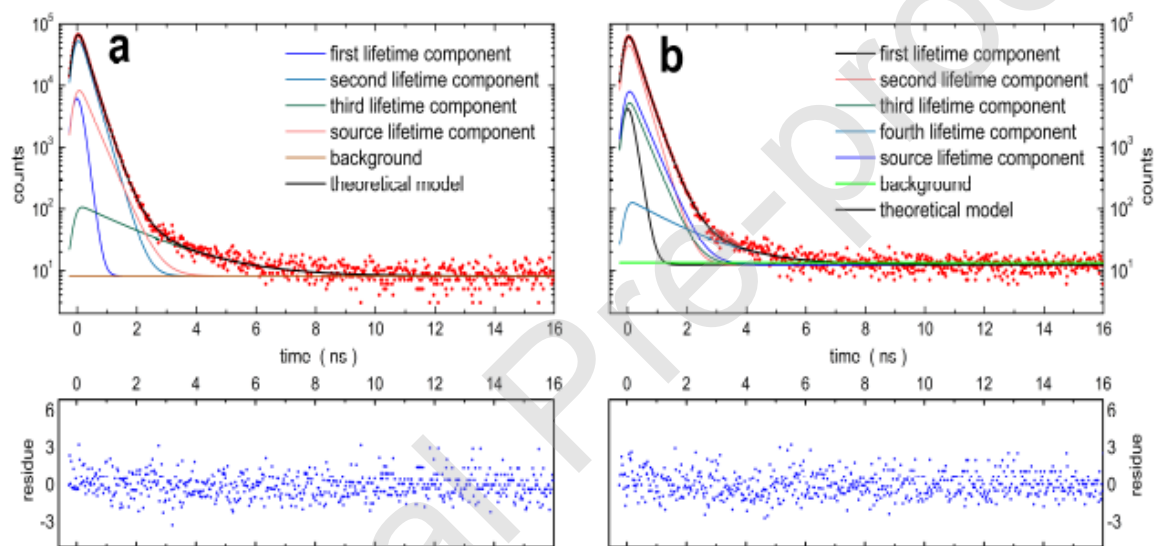 a
first lifetime component
second lifetime component
third lifetime component
source lifetime component
background
theoretical model
counts
10^5
10^4
10^3
10^2
10^1
0 2 4 6 8 10 12 14 16
time ( ns )
0 2 4 6 8 10 12 14 16
residue
6
3
0
-3
b
first lifetime component
second lifetime component
third lifetime component
fourth lifetime component
source lifetime component
background
theoretical model
counts
10^5
10^4
10^3
10^2
10^1
0 2 4 6 8 10 12 14 16
time ( ns )
0 2 4 6 8 10 12 14 16
residue
6
3
0
-3
al Pre-pro